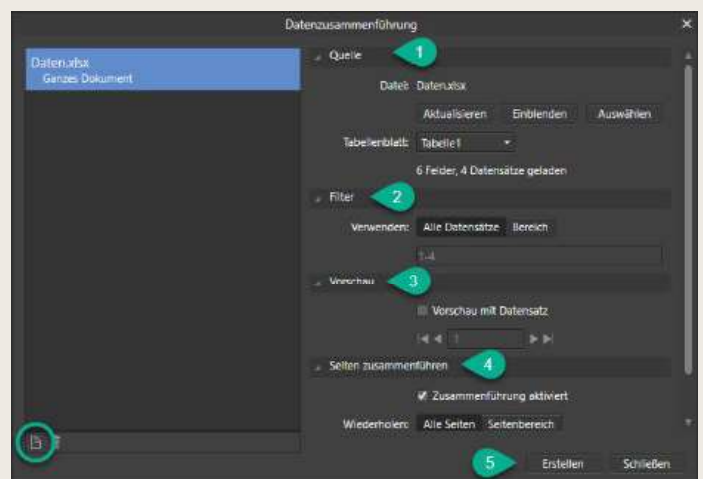 Datenzusammenführung
Daten.xlsx
Ganzes Dokument
Quelle 1
Datei: Daten.xlsx
Aktualisieren Einblenden Auswählen
Tabellenblatt: Tabelle1
6 Felder, 4 Datensätze geladen
Filter 2
Verwenden: Alle Datensätze Bereich
1-4
Vorschau 3
Vorschau mit Datensatz
1
Seiten zusammenführen 4
Zusammenführung aktiviert
Wiederholen: Alle Seiten Seitenbereich
5 Erstellen Schließen